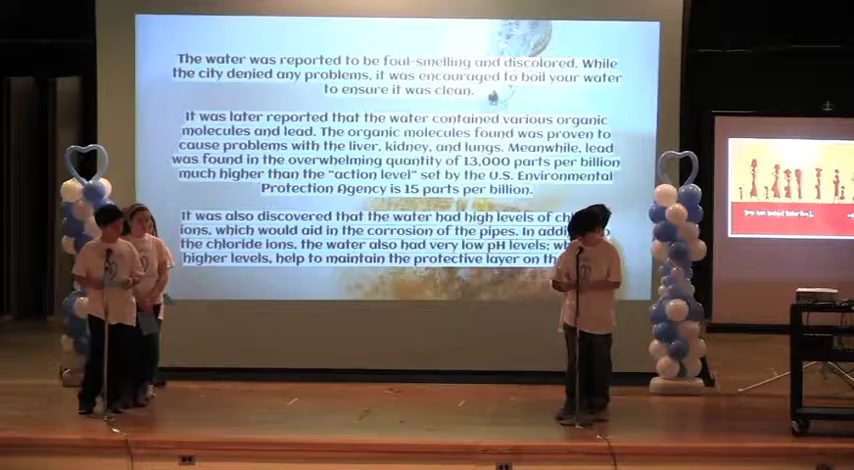 The water was reported to be foul-smelling and discolored. While
the city denied any problems, it was encouraged to boil your water
to ensure it was clean.
It was later reported that the water contained various organic
molecules and lead. The organic molecules found was proven to
cause problems with the liver, kidney, and lungs. Meanwhile, lead
was found in the overwhelming quantity of 13,000 parts per billion
much higher than the "action level" set by the U.S. Environmental
Protection Agency is 15 parts per billion.
It was also discovered that the water had high levels of
ions, which would aid in the corrosion of the pipes. In
the chloride ions, the water also had very low pH levels;
higher levels, help to maintain the protective layer on